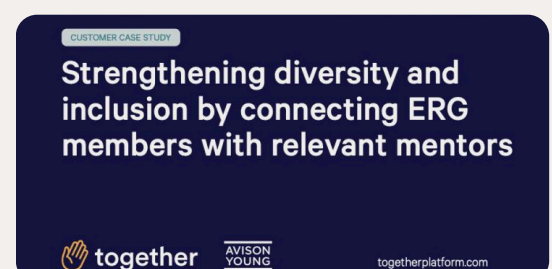 CUSTOMER CASE STUDY
Strengthening diversity and
inclusion by connecting ERG
members with relevant mentors
together
AVISON
YOUNG
togetherplatform.com